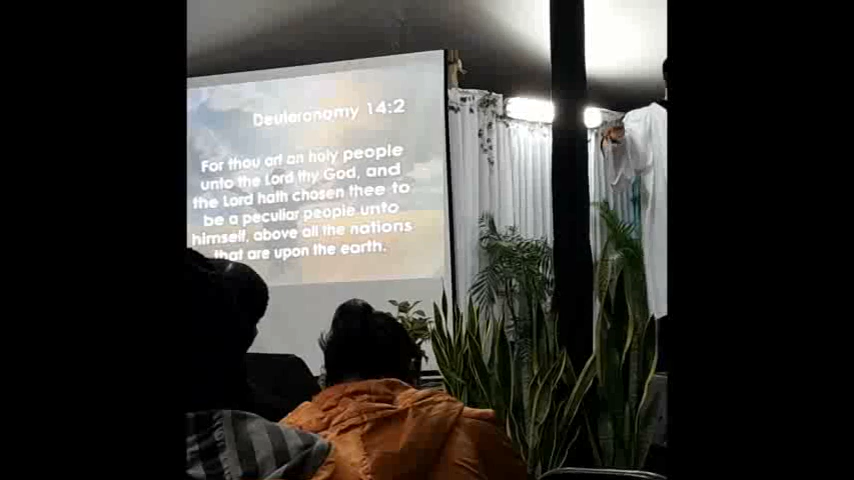 Deuteronomy 14:2
For thou art an holy people
unto the Lord thy God, and
the Lord hath chosen thee to
be a peculiar people unto
himself, above all the nations
that are upon the earth.